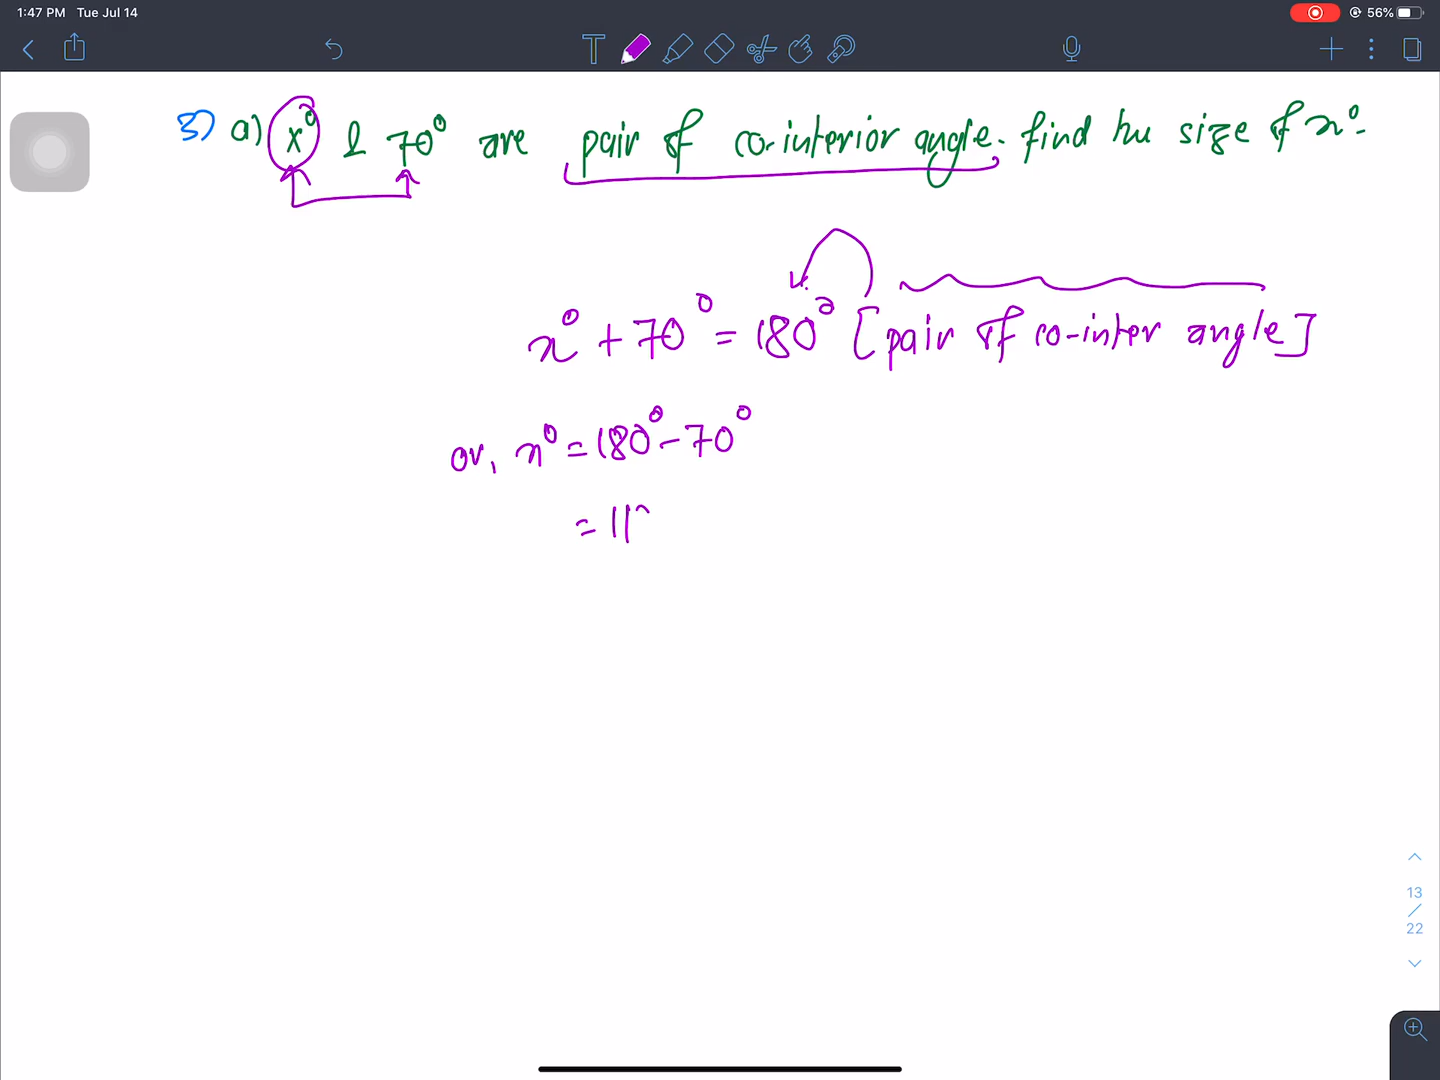 1:47 PM Tue Jul 14
56%
3) a) x° & 70° are pair of co-interior angle. find the size of x°.
x° + 70° = 180° [pair of co-inter angle]
or, x° = 180° - 70°
= 11
13
/
22